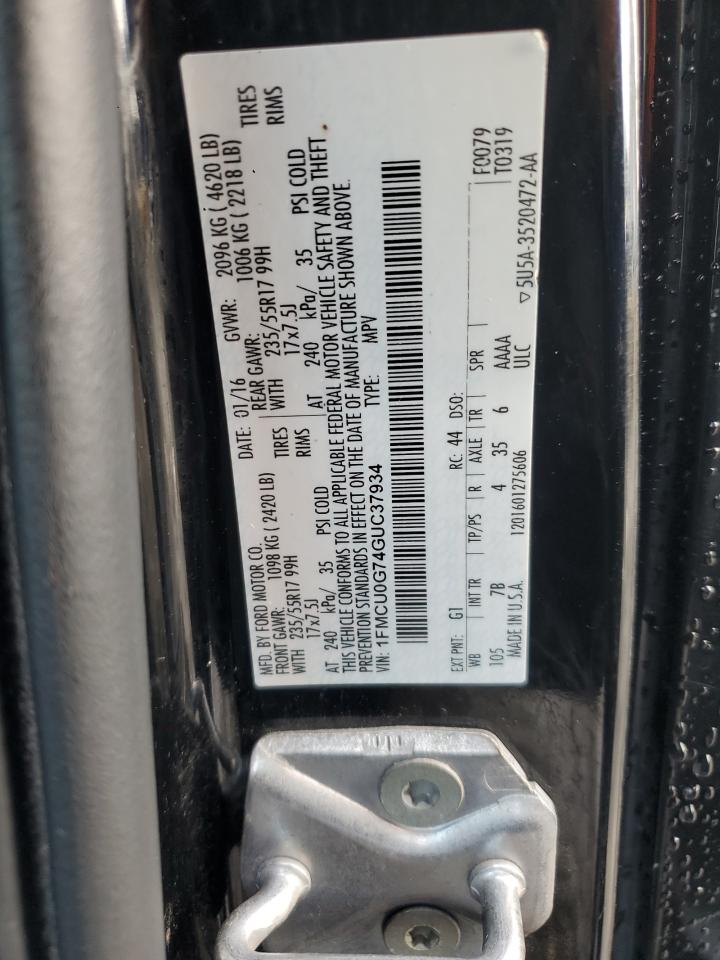 MFD. BY FORD MOTOR CO. DATE: 01/16 GVWR: 2096 KG ( 4620 LB)
FRONT GAWR: 1098 KG ( 2420 LB) REAR GAWR: 1006 KG ( 2218 LB)
WITH 235/55R17 99H TIRES WITH 235/55R17 99H TIRES
17x7.5J RIMS 17x7.5J RIMS
AT 240 kPa/ 35 PSI COLD AT 240 kPa/ 35 PSI COLD
THIS VEHICLE CONFORMS TO ALL APPLICABLE FEDERAL MOTOR VEHICLE SAFETY AND THEFT
PREVENTION STANDARDS IN EFFECT ON THE DATE OF MANUFACTURE SHOWN ABOVE.
VIN: 1FMCU0G74GUC37934 TYPE: MPV
EXT PNT: G1 RC: 44 DSO: F0079
WB INT TR TP/PS R AXLE TR SPR T0319
105 7B 4 35 6 AAAA
MADE IN U.S.A. 1201601275606 ULC
▽5U5A-3520472-AA